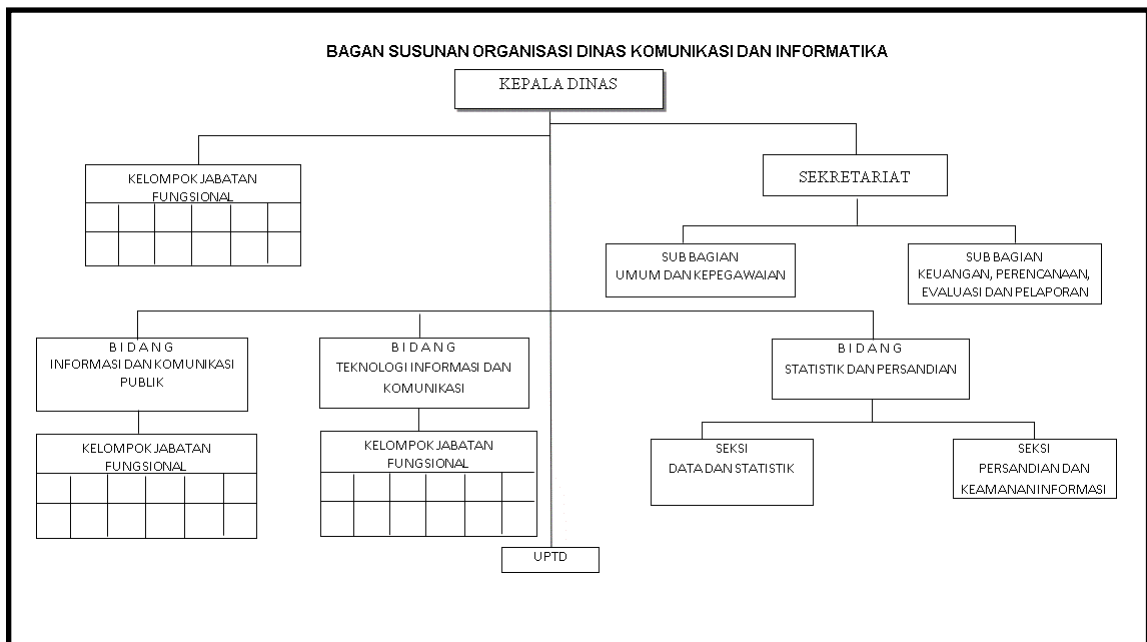 BAGAN SUSUNAN ORGANISASI DINAS KOMUNIKASI DAN INFORMATIKA
KEPALA DINAS
KELOMPOK JABATAN
FUNGSIONAL
SEKRETARIAT
SUB BAGIAN
UMUM DAN KEPEGAWAIAN
SUB BAGIAN
KEUANGAN, PERENCANAAN,
EVALUASI DAN PELAPORAN
B I D A N G
INFORMASI DAN KOMUNIKASI
PUBLIK
B I D A N G
TEKNOLOGI INFORMASI DAN
KOMUNIKASI
B I D A N G
STATISTIK DAN PERSANDIAN
KELOMPOK JABATAN
FUNGSIONAL
KELOMPOK JABATAN
FUNGSIONAL
SEKSI
DATA DAN STATISTIK
SEKSI
PERSANDIAN DAN
KEAMANAN INFORMASI
UPTD